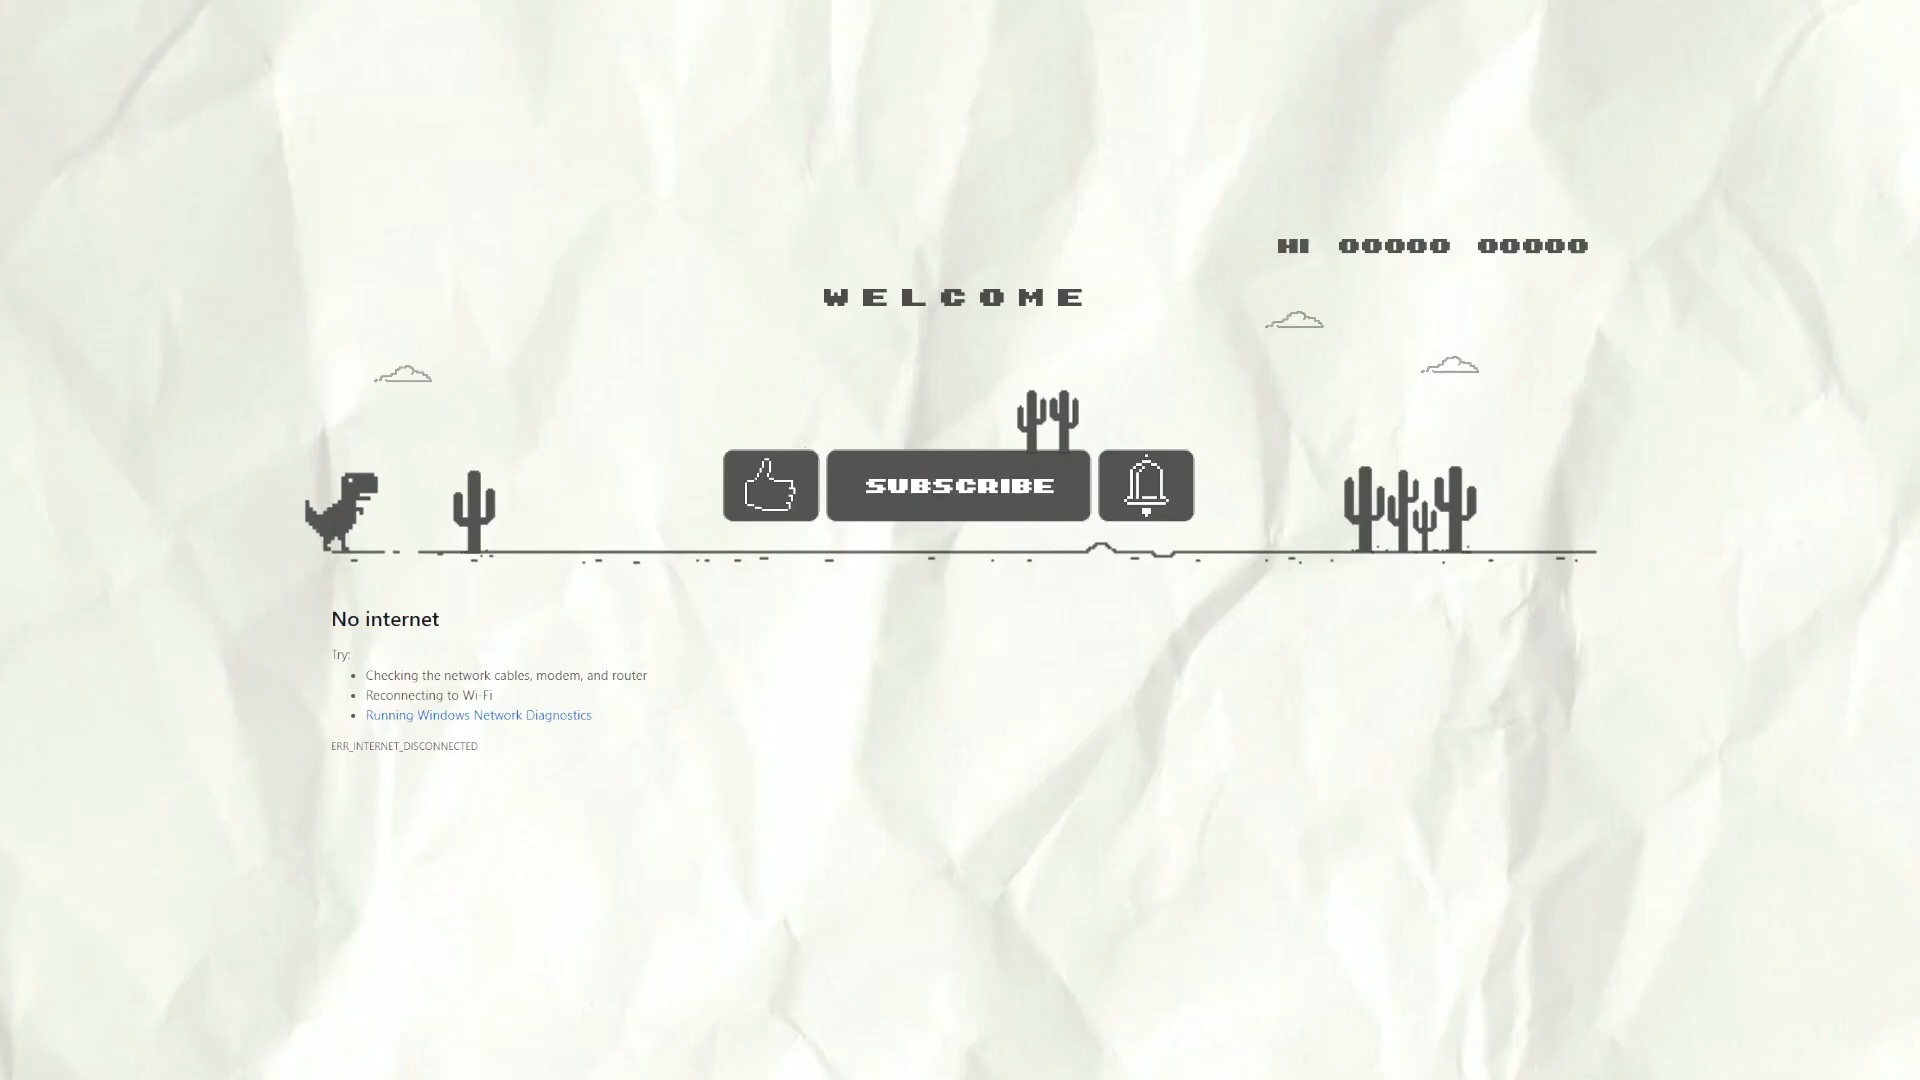 HI 00000 00000
WELCOME
SUBSCRIBE
No internet
Try:
• Checking the network cables, modem, and router
• Reconnecting to Wi-Fi
• Running Windows Network Diagnostics
ERR_INTERNET_DISCONNECTED